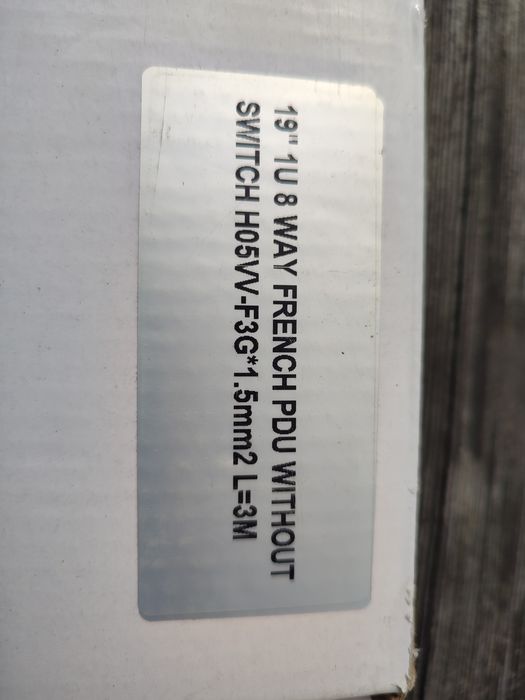 19" 1U 8 WAY FRENCH PDU WITHOUT
SWITCH H05VV-F3G*1.5mm2 L=3M